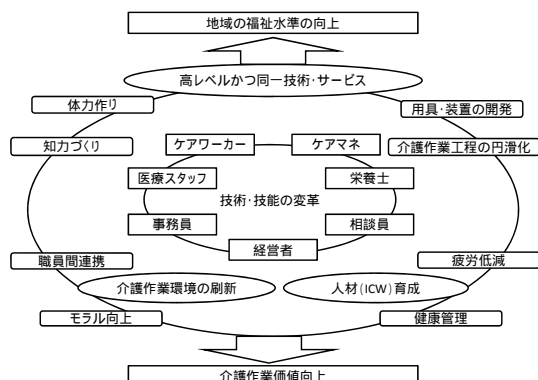 地域の福祉水準の向上
高レベルかつ同一技術・サービス
体力作り
用具・装置の開発
知力づくり
介護作業工程の円滑化
ケアワーカー
ケアマネ
医療スタッフ
栄養士
技術・技能の変革
事務員
相談員
経営者
職員間連携
疲労低減
介護作業環境の刷新
人材(ICW)育成
モラル向上
健康管理
介護作業価値向上